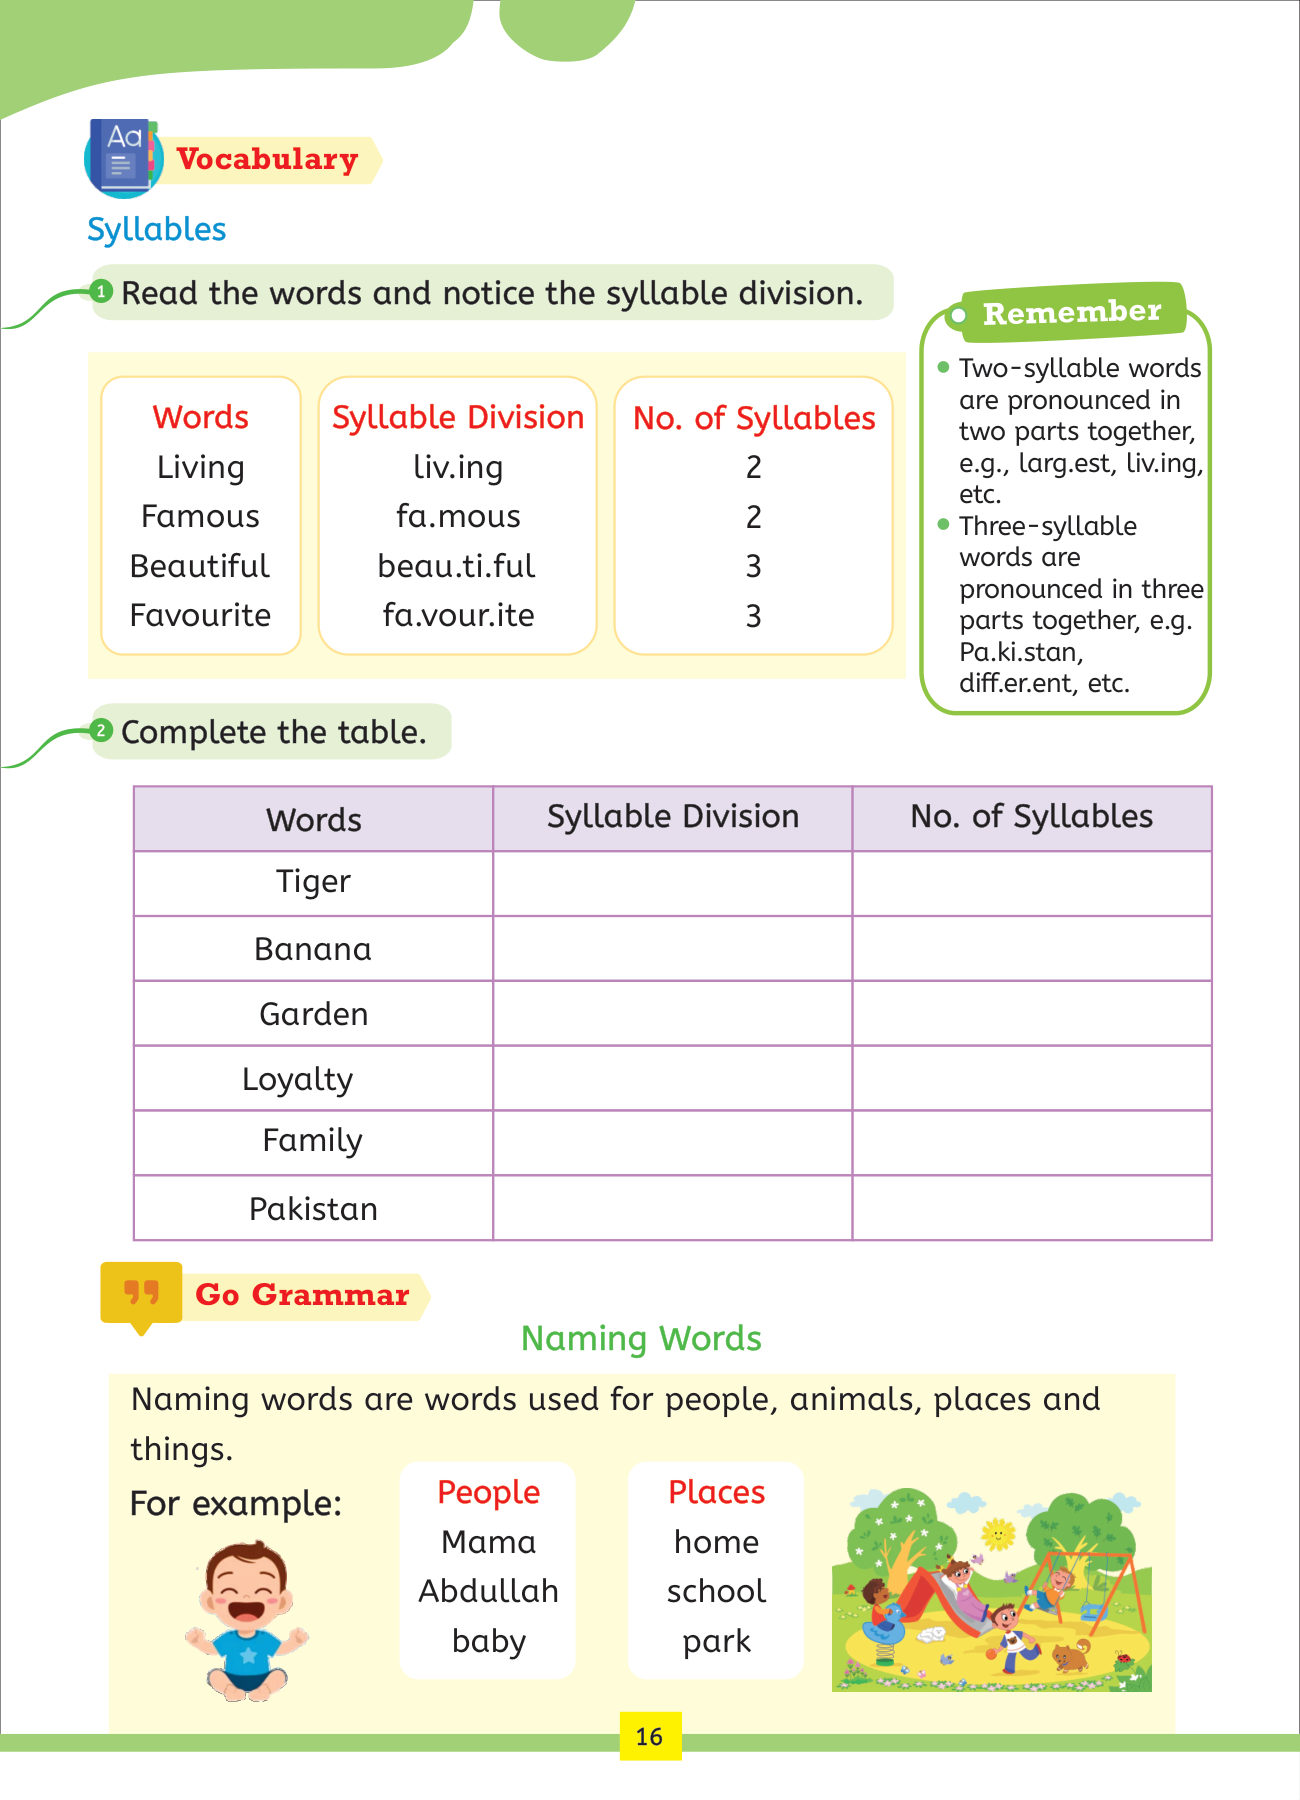 Aa
Vocabulary
Syllables
1 Read the words and notice the syllable division.
Words Syllable Division No. of Syllables
Living liv.ing 2
Famous fa.mous 2
Beautiful beau.ti.ful 3
Favourite fa.vour.ite 3
Remember
• Two-syllable words
are pronounced in
two parts together,
e.g., larg.est, liv.ing,
etc.
• Three-syllable
words are
pronounced in three
parts together, e.g.
Pa.ki.stan,
diff.er.ent, etc.
2 Complete the table.
Words Syllable Division No. of Syllables
Tiger
Banana
Garden
Loyalty
Family
Pakistan
Go Grammar
Naming Words
Naming words are words used for people, animals, places and
things.
For example:
People
Mama
Abdullah
baby
Places
home
school
park
16